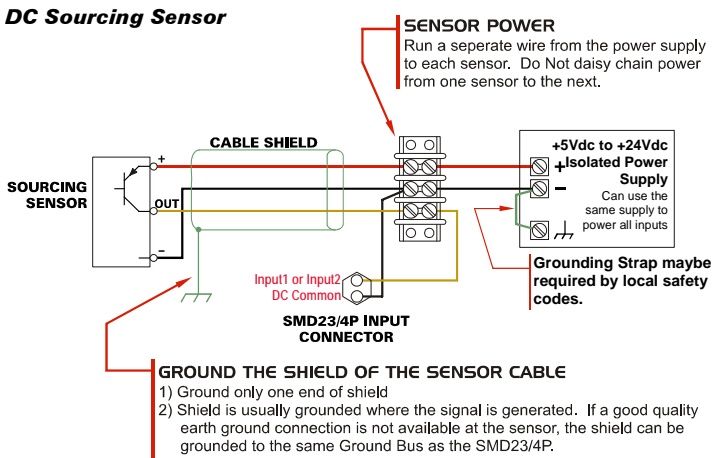 DC Sourcing Sensor
SENSOR POWER
Run a seperate wire from the power supply
to each sensor. Do Not daisy chain power
from one sensor to the next.
CABLE SHIELD
SOURCING
SENSOR
+
OUT
–
+5Vdc to +24Vdc
Isolated Power
Supply
Can use the
same supply to
power all inputs
+
–
Input1 or Input2
DC Common
SMD23/4P INPUT
CONNECTOR
Grounding Strap maybe
required by local safety
codes.
GROUND THE SHIELD OF THE SENSOR CABLE
1) Ground only one end of shield
2) Shield is usually grounded where the signal is generated. If a good quality
earth ground connection is not available at the sensor, the shield can be
grounded to the same Ground Bus as the SMD23/4P.